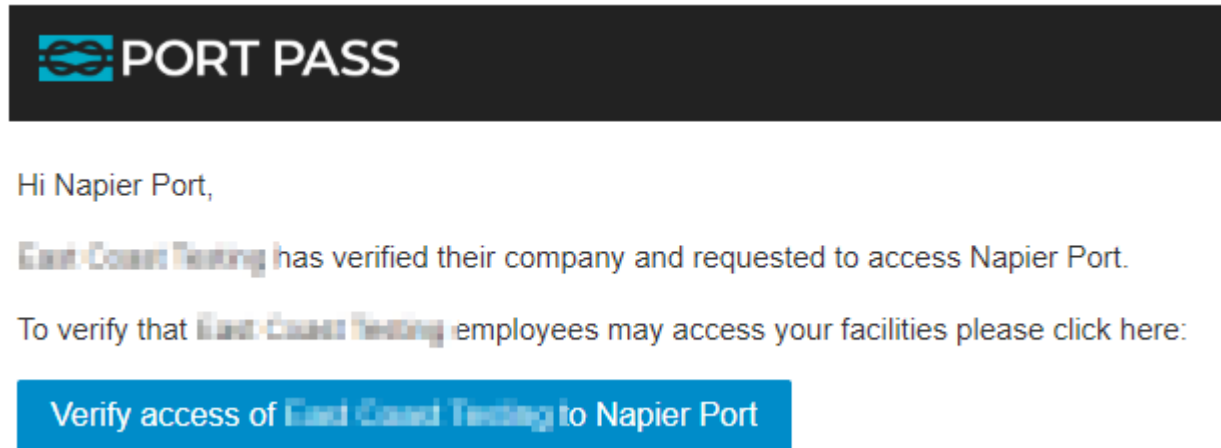 PORT PASS
Hi Napier Port,
has verified their company and requested to access Napier Port.
To verify that employees may access your facilities please click here:
Verify access of to Napier Port